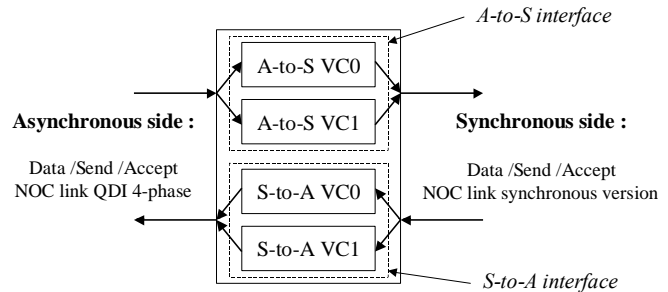 A-to-S interface
A-to-S VC0
A-to-S VC1
Asynchronous side :
Synchronous side :
Data /Send /Accept
NOC link QDI 4-phase
Data /Send /Accept
NOC link synchronous version
S-to-A VC0
S-to-A VC1
S-to-A interface